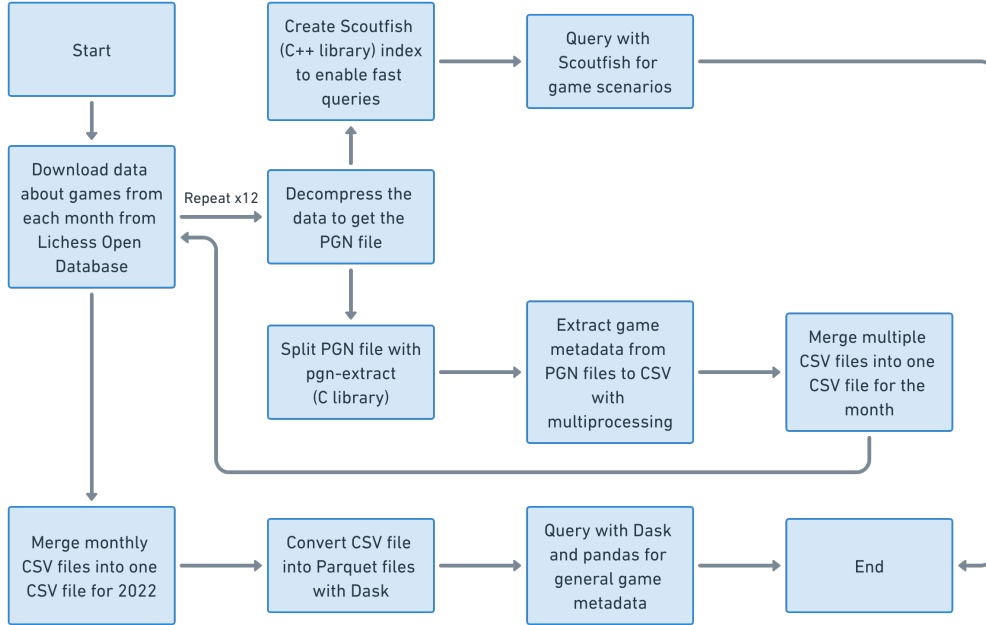 Start
Create Scoutfish
(C++ library) index
to enable fast
queries
Query with
Scoutfish for
game scenarios
Download data
about games from
each month from
Lichess Open
Database
Repeat x12
Decompress the
data to get the
PGN file
Split PGN file with
pgn-extract
(C library)
Extract game
metadata from
PGN files to CSV
with
multiprocessing
Merge multiple
CSV files into one
CSV file for the
month
Merge monthly
CSV files into one
CSV file for 2022
Convert CSV file
into Parquet files
with Dask
Query with Dask
and pandas for
general game
metadata
End